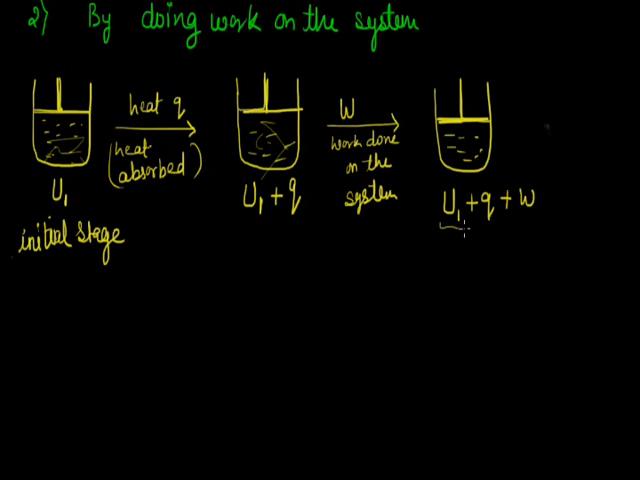 2) By doing work on the system
heat q
(heat absorbed)
W
work done
on the
system
U₁
U₁ + q
U₁ + q + w
initial stage